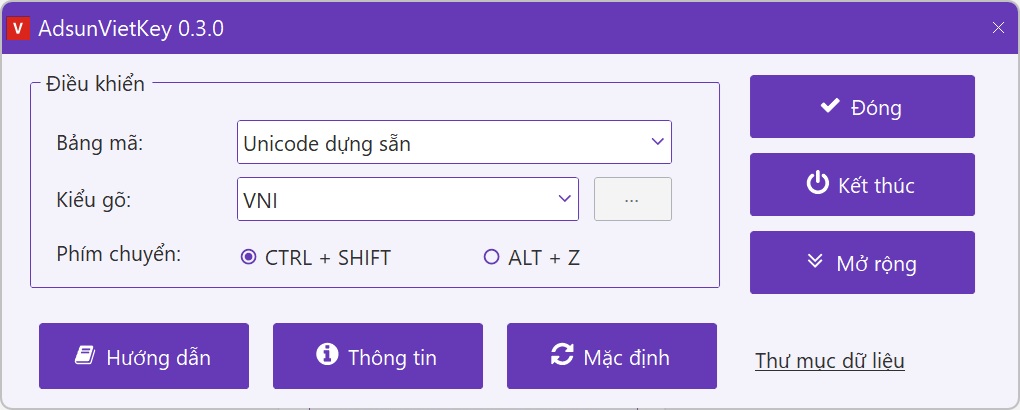 V AdsunVietKey 0.3.0
Điều khiển
Bảng mã: Unicode dựng sẵn
Kiểu gõ: VNI ...
Phím chuyển: CTRL + SHIFT ALT + Z
Đóng
Kết thúc
Mở rộng
Hướng dẫn Thông tin Mặc định Thư mục dữ liệu